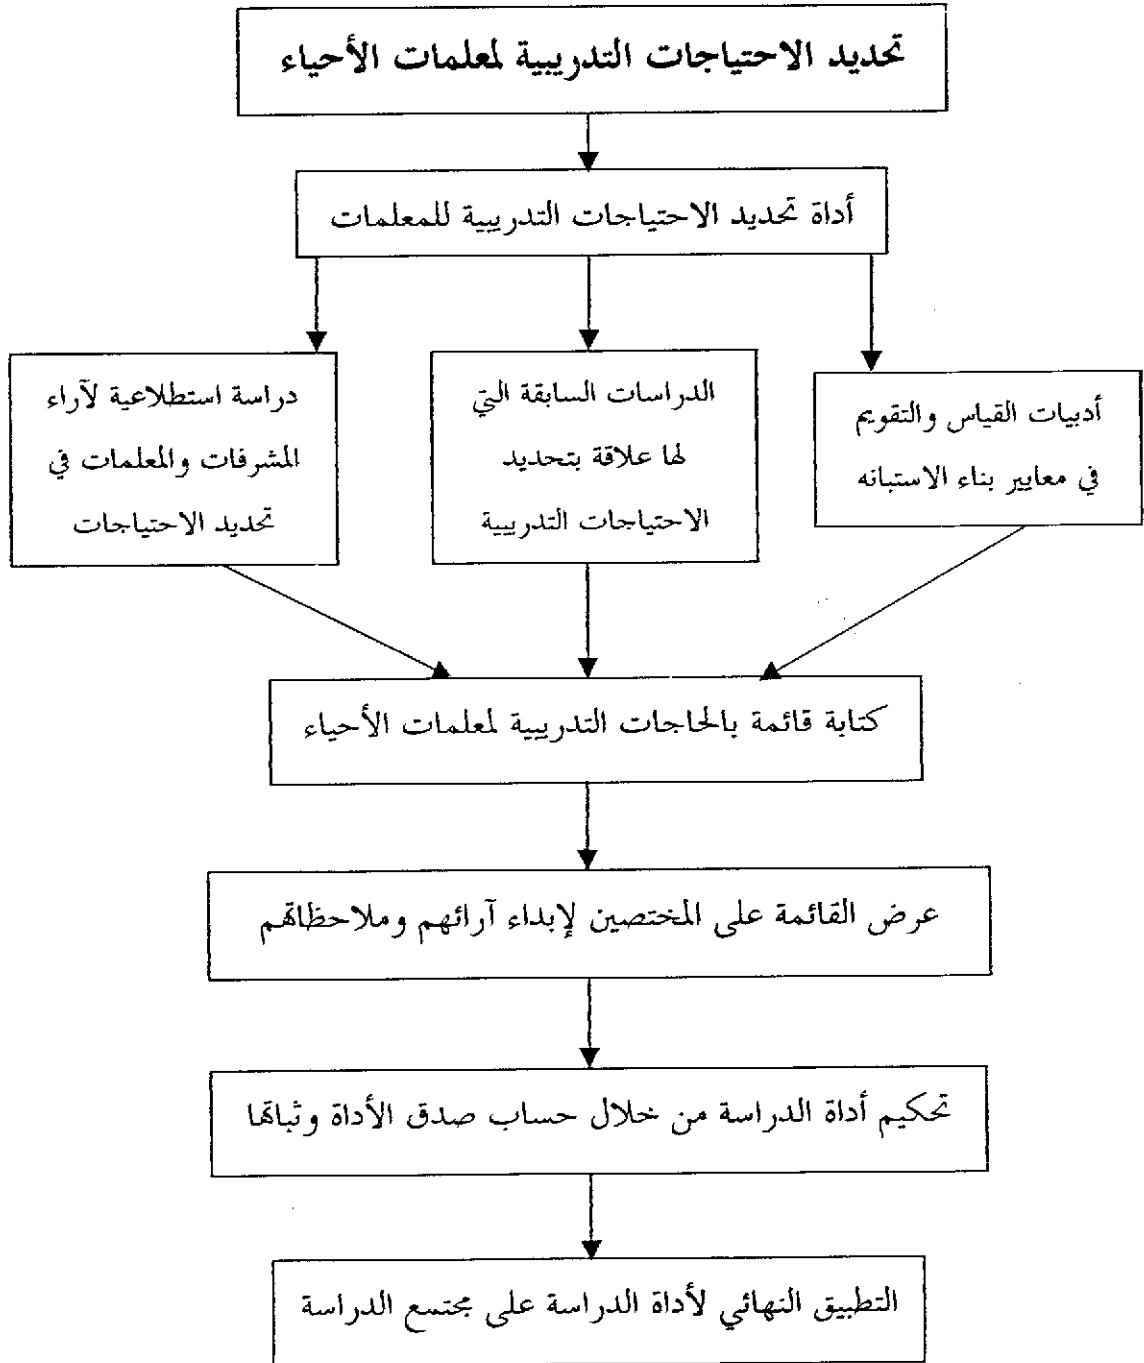 تحديد الاحتياجات التدريبية لمعلمات الأحياء
أداة تحديد الاحتياجات التدريبية للمعلمات
أدبيات القياس والتقويم
في معايير بناء الاستبانه
الدراسات السابقة التي
لها علاقة بتحديد
الاحتياجات التدريبية
دراسة استطلاعية لآراء
المشرفات والمعلمات في
تحديد الاحتياجات
كتابة قائمة بالحاجات التدريبية لمعلمات الأحياء
عرض القائمة على المختصين لإبداء آرائهم وملاحظاتهم
تحكيم أداة الدراسة من خلال حساب صدق الأداة وثباتها
التطبيق النهائي لأداة الدراسة على مجتمع الدراسة